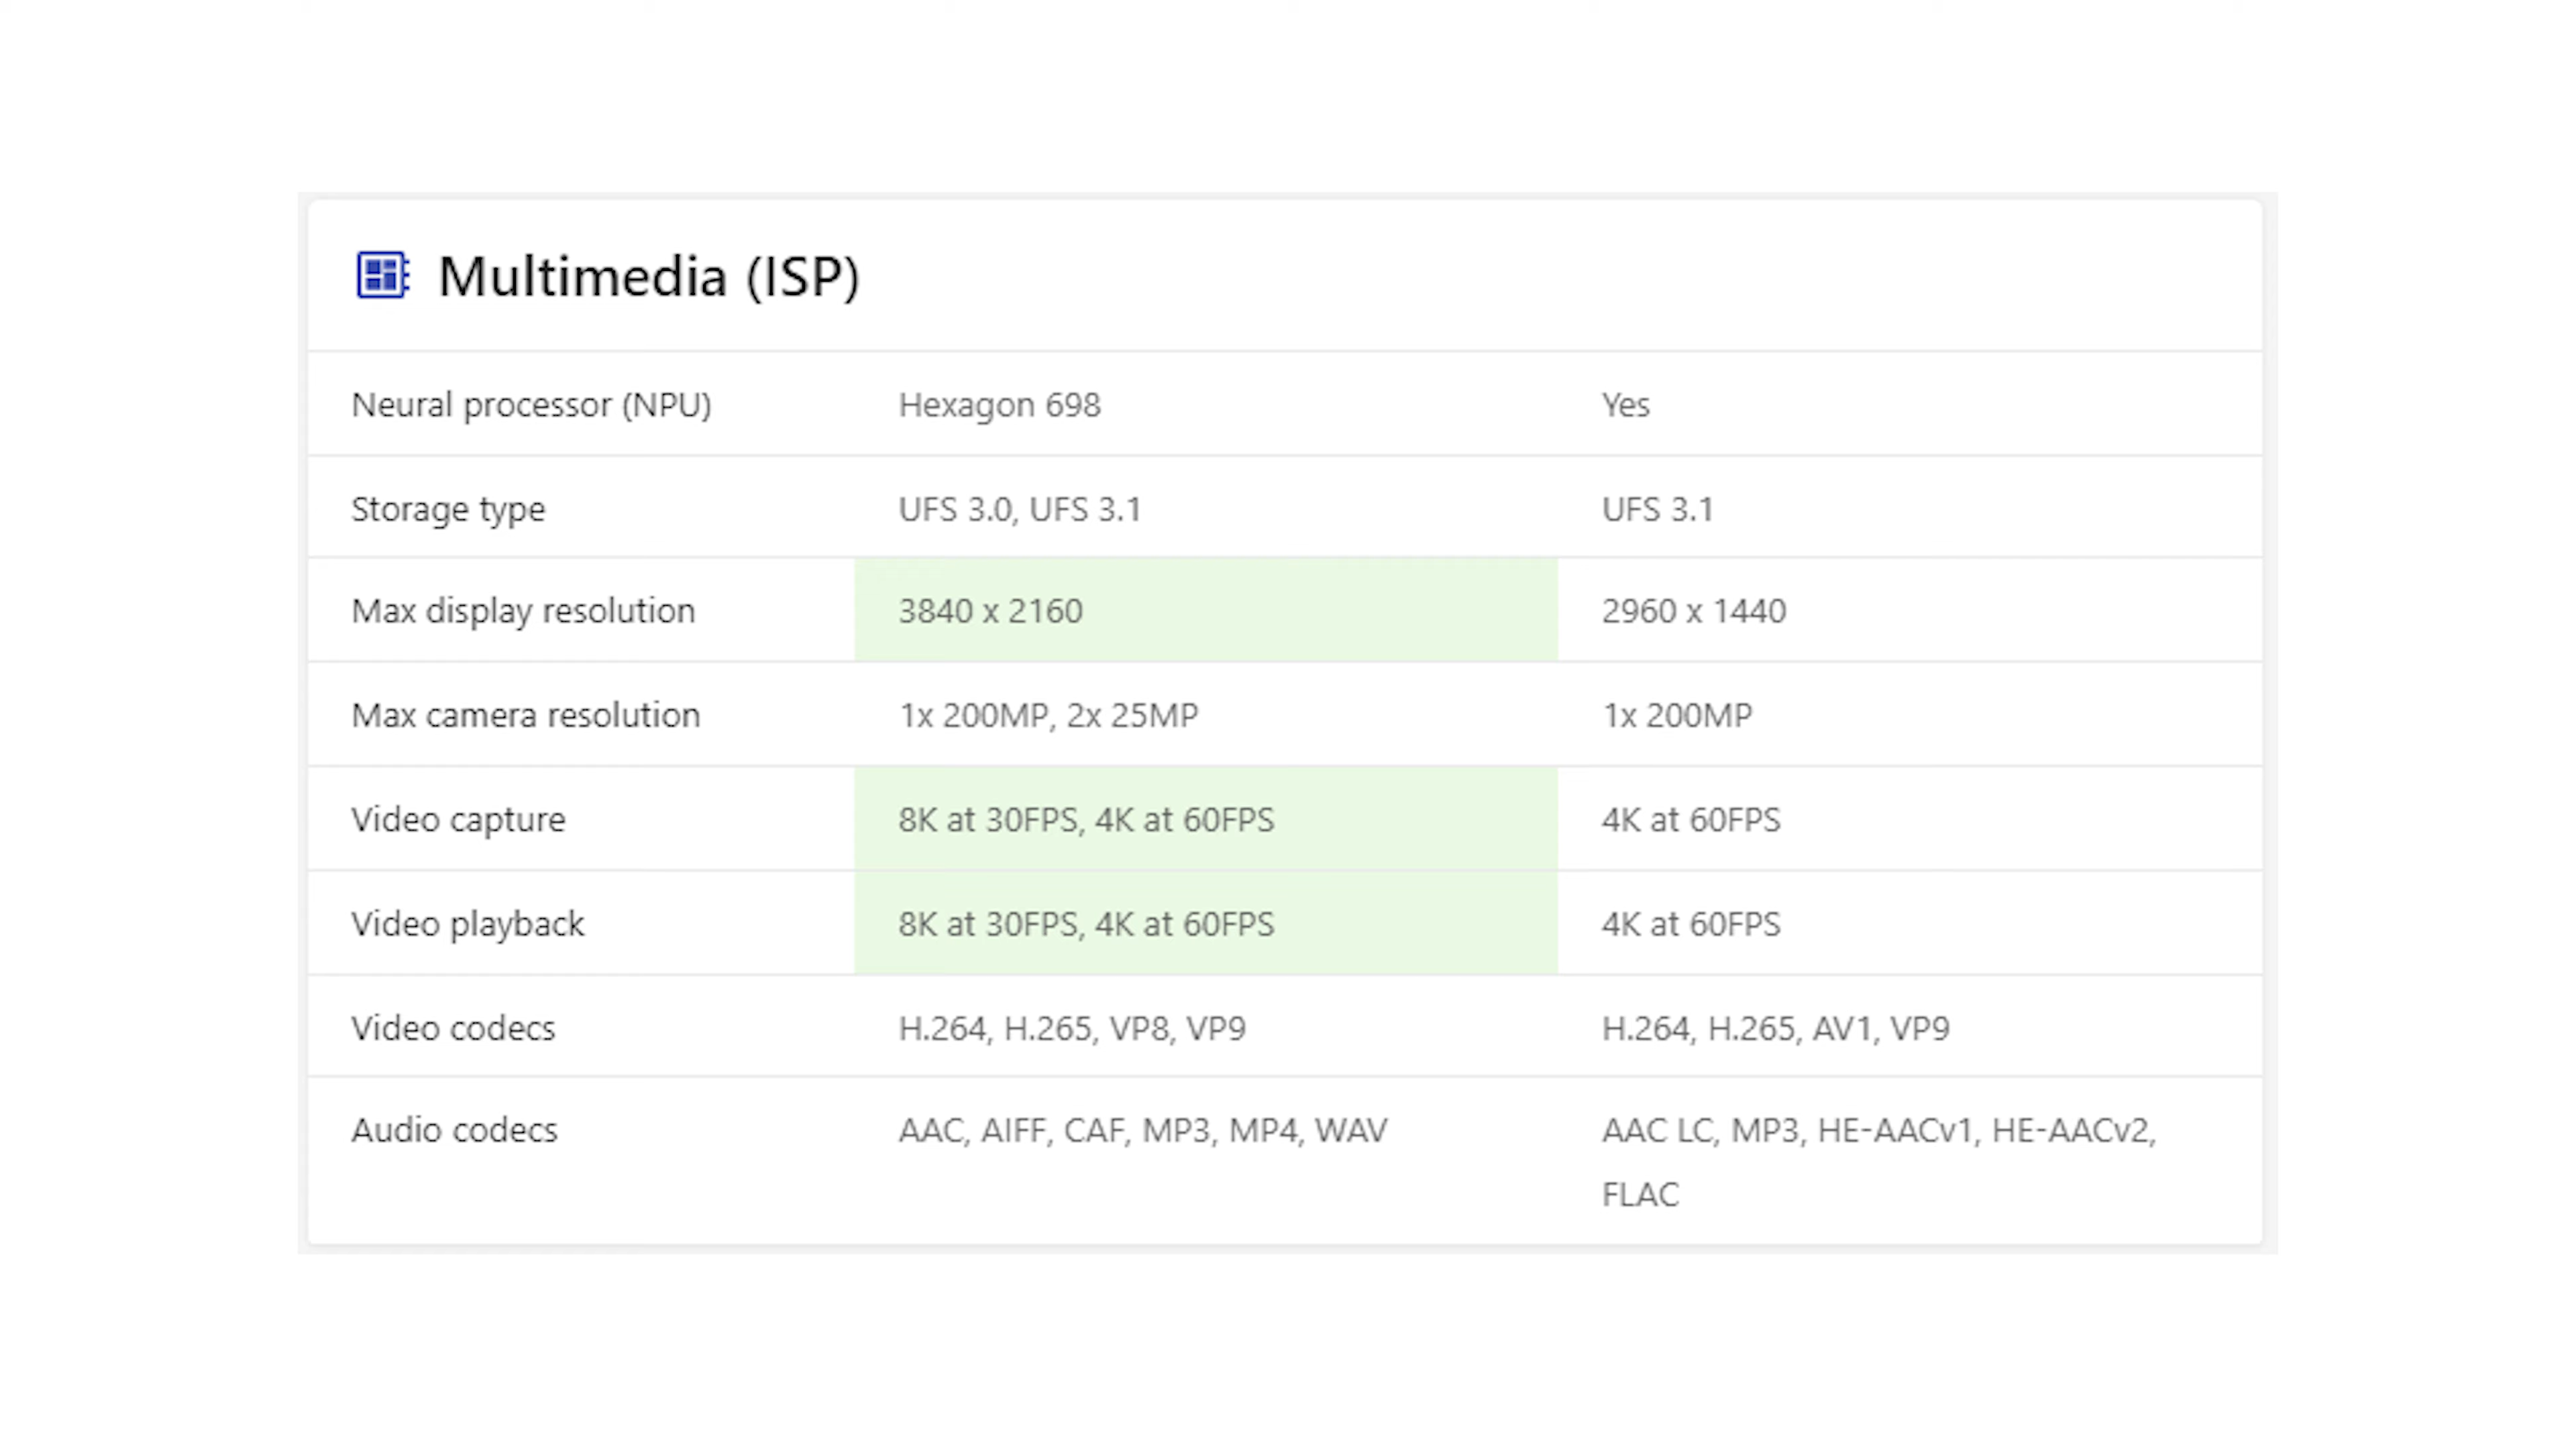 Multimedia (ISP)
Neural processor (NPU) Hexagon 698 Yes
Storage type UFS 3.0, UFS 3.1 UFS 3.1
Max display resolution 3840 x 2160 2960 x 1440
Max camera resolution 1x 200MP, 2x 25MP 1x 200MP
Video capture 8K at 30FPS, 4K at 60FPS 4K at 60FPS
Video playback 8K at 30FPS, 4K at 60FPS 4K at 60FPS
Video codecs H.264, H.265, VP8, VP9 H.264, H.265, AV1, VP9
Audio codecs AAC, AIFF, CAF, MP3, MP4, WAV AAC LC, MP3, HE-AACv1, HE-AACv2,
FLAC